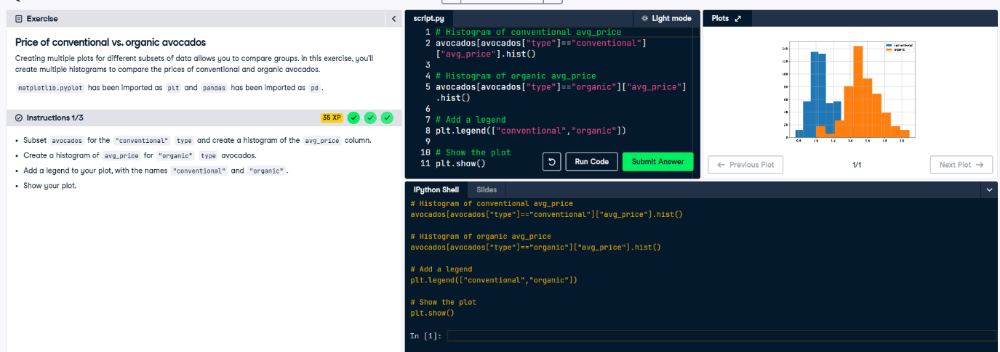 Exercise
Price of conventional vs. organic avocados
Creating multiple plots for different subsets of data allows you to compare groups. In this exercise, you'll
create multiple histograms to compare the prices of conventional and organic avocados.
matplotlib.pyplot has been imported as plt and pandas has been imported as pd .
Instructions 1/3
35 XP
• Subset avocados for the "conventional" type and create a histogram of the avg_price column.
• Create a histogram of avg_price for "organic" type avocados.
• Add a legend to your plot, with the names "conventional" and "organic" .
• Show your plot.
script.py
Light mode
1 # Histogram of conventional avg_price
2 avocados[avocados["type"]=="conventional"]
["avg_price"].hist()
3
4 # Histogram of organic avg_price
5 avocados[avocados["type"]=="organic"]["avg_price"]
.hist()
6
7 # Add a legend
8 plt.legend(["conventional","organic"])
9
10 # Show the plot
11 plt.show()
Run Code
Submit Answer
Plots
conventional
organic
140
120
100
80
60
40
20
0
0.8 1.0 1.2 1.4 1.6 1.8 2.0
← Previous Plot
1/1
Next Plot →
IPython Shell
Slides
# Histogram of conventional avg_price
avocados[avocados["type"]=="conventional"]["avg_price"].hist()
# Histogram of organic avg_price
avocados[avocados["type"]=="organic"]["avg_price"].hist()
# Add a legend
plt.legend(["conventional","organic"])
# Show the plot
plt.show()
In [1]: